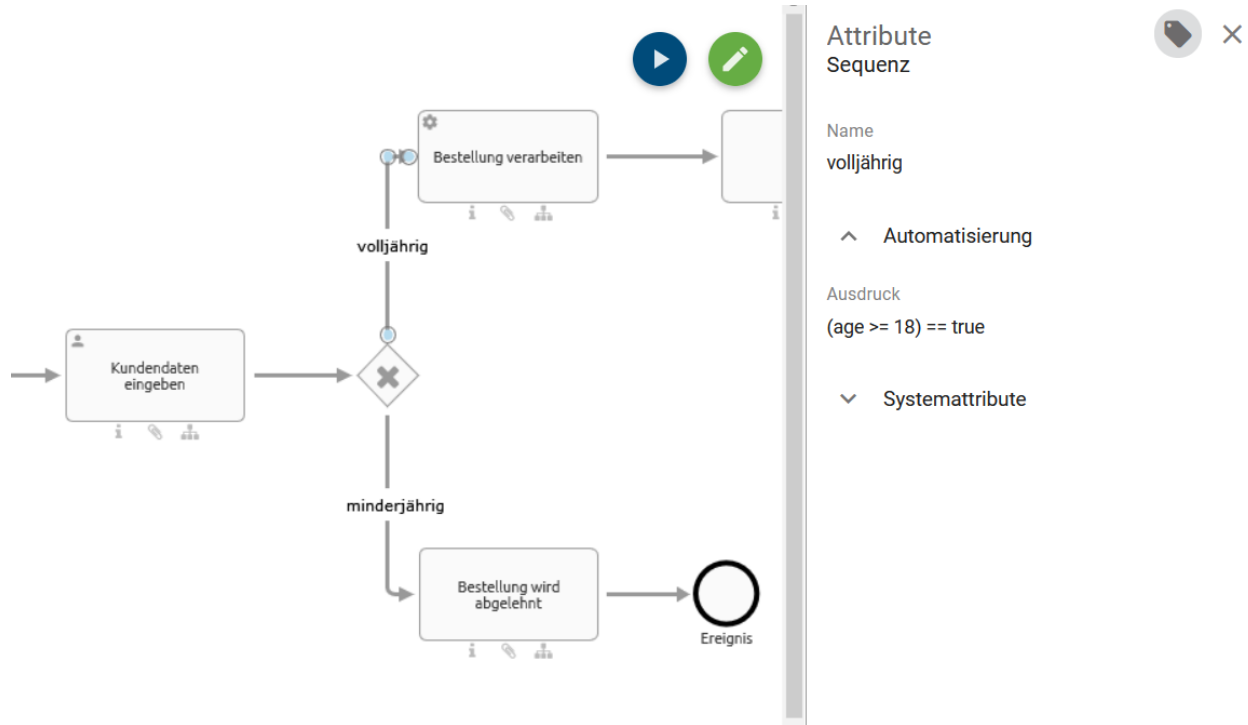 Bestellung verarbeiten
volljährig
Kundendaten
eingeben
minderjährig
Bestellung wird
abgelehnt
Ereignis
Attribute
Sequenz
Name
volljährig
Automatisierung
Ausdruck
(age >= 18) == true
Systemattribute